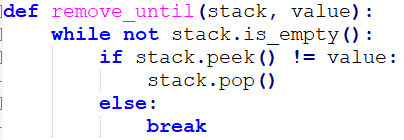 def remove_until(stack, value):
    while not stack.is_empty():
        if stack.peek() != value:
            stack.pop()
        else:
            break